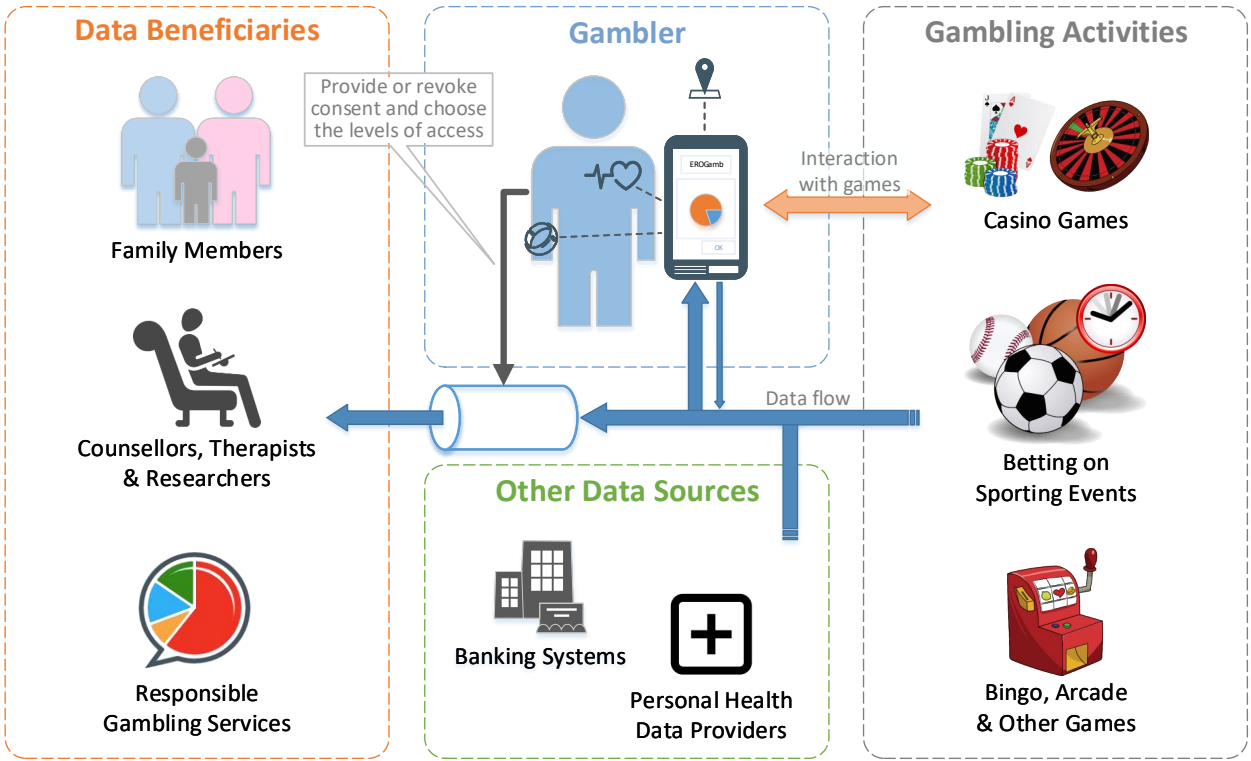 Data Beneficiaries
Family Members
Counsellors, Therapists
& Researchers
Responsible
Gambling Services
Gambler
Provide or revoke
consent and choose
the levels of access
EROGamb
OK
Interaction
with games
Data flow
Other Data Sources
Banking Systems
Personal Health
Data Providers
Gambling Activities
J
A
A
Casino Games
Betting on
Sporting Events
Bingo, Arcade
& Other Games